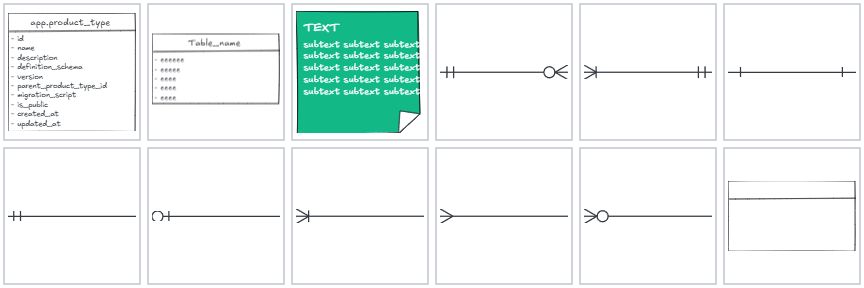 app.product_type
- id
- name
- description
- definition_schema
- version
- parent_product_type_id
- migration_script
- is_public
- created_at
- updated_at
Table_name
- eeeeee
- eeeee
- eeee
- eeee
- eeee
TEXT
subtext subtext subtext
subtext subtext subtext
subtext subtext subtext
subtext subtext subtext
subtext subtext subtext